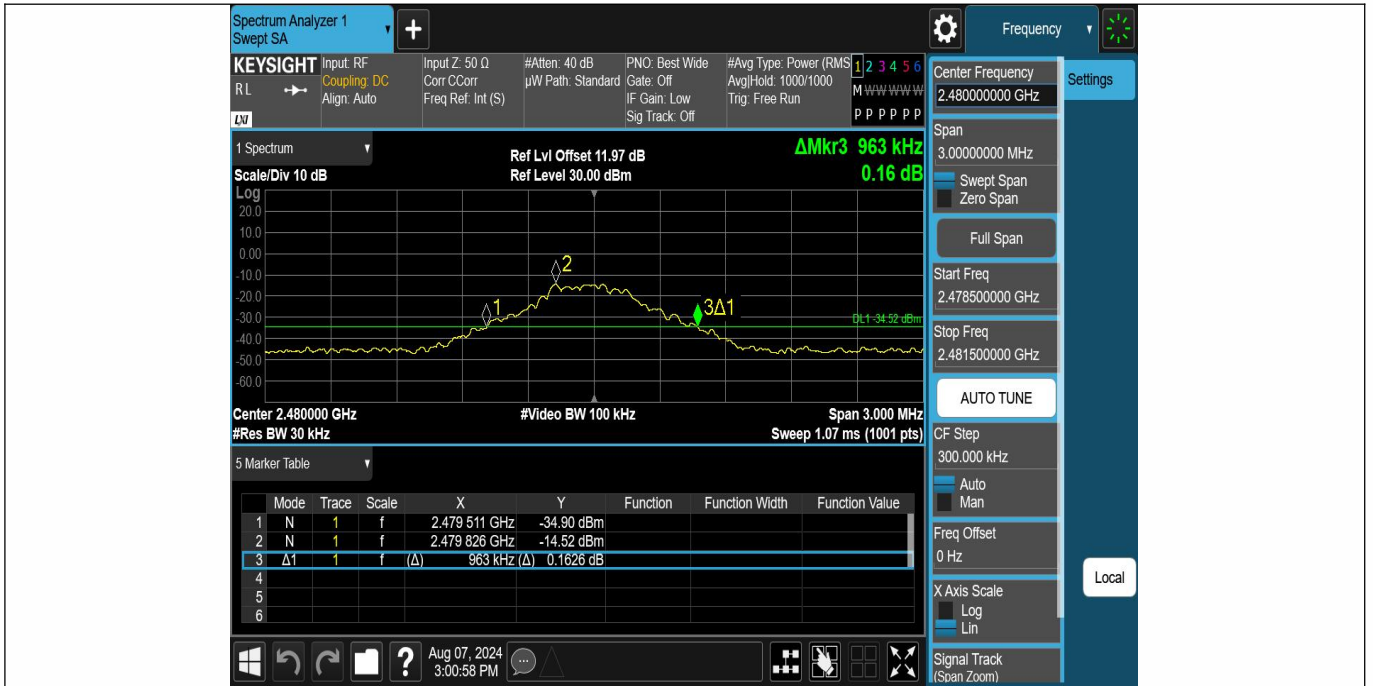 Spectrum Analyzer 1
Swept SA
+
Frequency
KEYSIGHT
RL
LXI
Input: RF
Coupling: DC
Align: Auto
Input Z: 50 Ω
Corr CCorr
Freq Ref: Int (S)
#Atten: 40 dB
µW Path: Standard
PNO: Best Wide
Gate: Off
IF Gain: Low
Sig Track: Off
#Avg Type: Power (RMS
Avg|Hold: 1000/1000
Trig: Free Run
1 2 3 4 5 6
M W W W W W
P P P P P P
Center Frequency
2.480000000 GHz
Settings
Span
3.00000000 MHz
Swept Span
Zero Span
Full Span
Start Freq
2.478500000 GHz
Stop Freq
2.481500000 GHz
AUTO TUNE
CF Step
300.000 kHz
Auto
Man
Freq Offset
0 Hz
X Axis Scale
Log
Lin
Signal Track
(Span Zoom)
Local
1 Spectrum
Scale/Div 10 dB
Ref Lvl Offset 11.97 dB
Ref Level 30.00 dBm
ΔMkr3 963 kHz
0.16 dB
Log
20.0
10.0
0.00
-10.0
-20.0
-30.0
-40.0
-50.0
-60.0
2
1
3Δ1
DL1 -34.52 dBm
Center 2.480000 GHz
#Video BW 100 kHz
Span 3.000 MHz
#Res BW 30 kHz
Sweep 1.07 ms (1001 pts)
5 Marker Table
Mode Trace Scale X Y Function Function Width Function Value
1 N 1 f 2.479 511 GHz -34.90 dBm
2 N 1 f 2.479 826 GHz -14.52 dBm
3 Δ1 1 f (Δ) 963 kHz (Δ) 0.1626 dB
4
5
6
?
Aug 07, 2024
3:00:58 PM